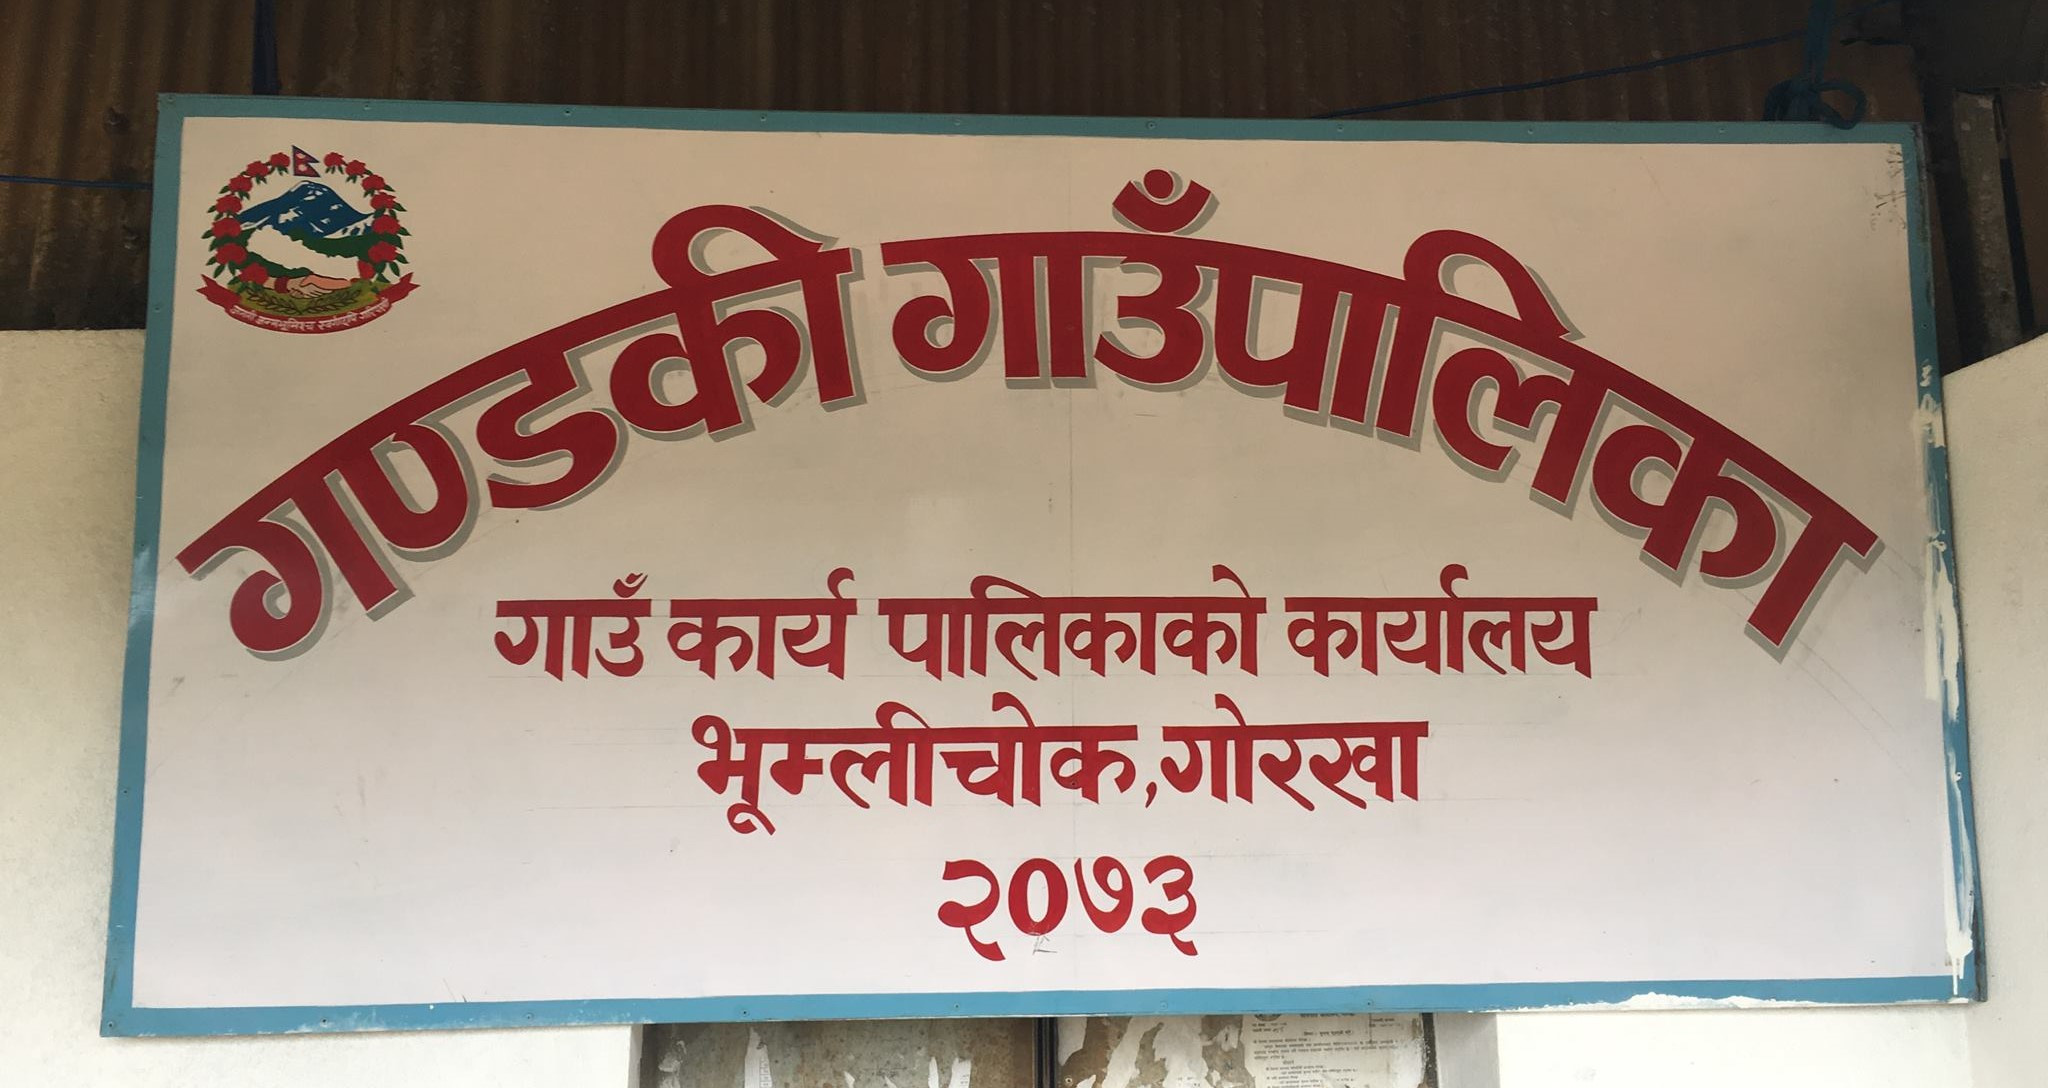 गण्डकी गाउँपालिका
गाउँ कार्य पालिकाको कार्यालय
भूम्लीचोक, गोरखा
२०७३